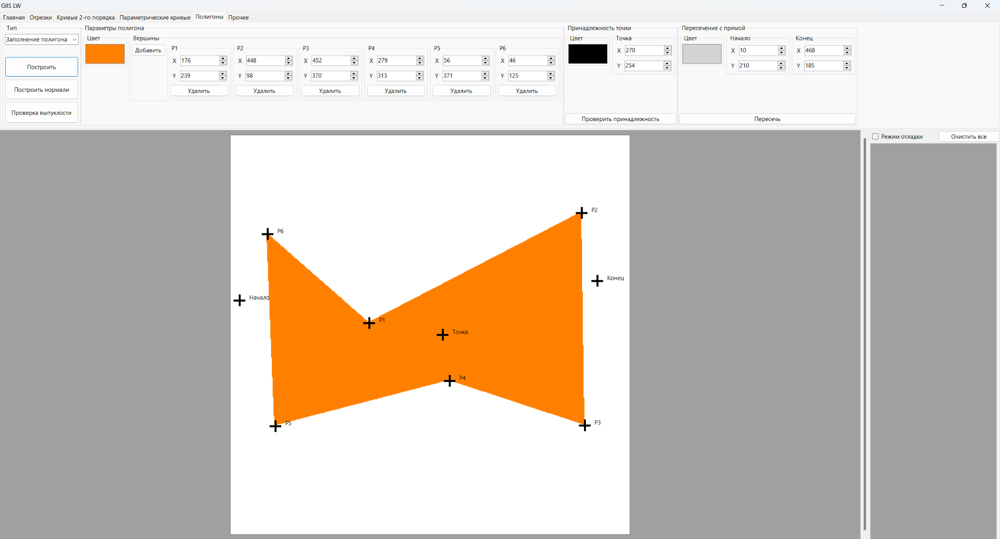 GIIS LW
Главная Отрезки Кривые 2-го порядка Параметрические кривые Полигоны Прочее
Тип
Заполнение полигона
Построить
Построить нормали
Проверка выпуклости
Параметры полигона
Цвет
Вершины
Добавить
P1
X 176
Y 239
Удалить
P2
X 448
Y 98
Удалить
P3
X 452
Y 370
Удалить
P4
X 279
Y 313
Удалить
P5
X 56
Y 371
Удалить
P6
X 46
Y 125
Удалить
Принадлежность точки
Цвет
Точка
X 270
Y 254
Проверить принадлежность
Пересечение с прямой
Цвет
Начало
X 10
Y 210
Конец
X 468
Y 185
Пересечь
Режим отладки
Очистить все
P2
P6
Конец
Начало
P1
Точка
P4
P3
P5